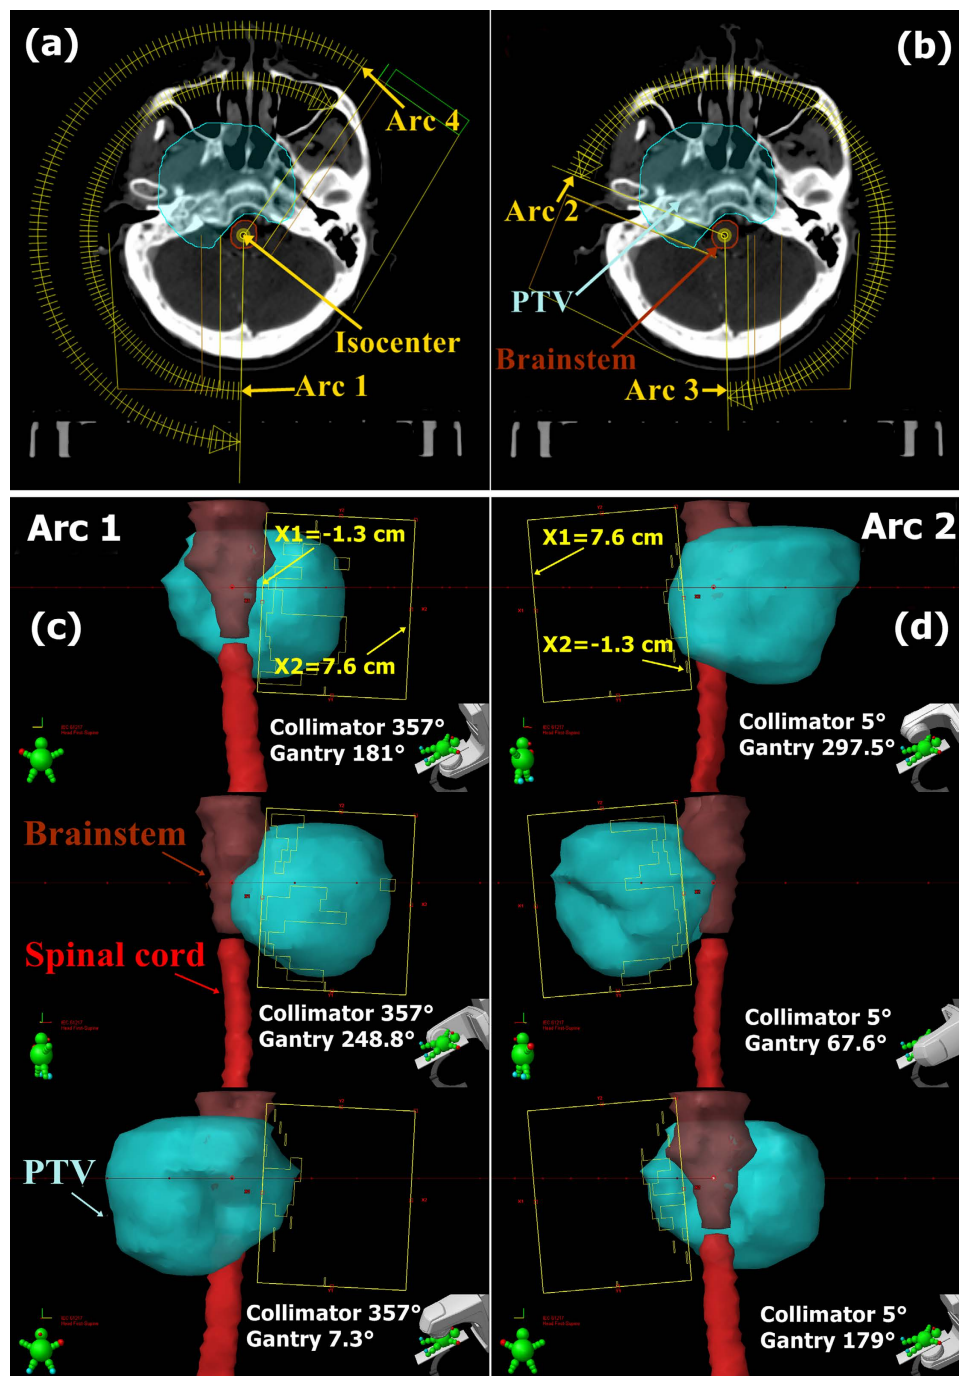 (a)
Arc 4
Isocenter
Arc 1
(b)
Arc 2
PTV
Brainstem
Arc 3
Arc 1
X1=-1.3 cm
(c)
X2=7.6 cm
Collimator 357°
Gantry 181°
Arc 2
X1=7.6 cm
(d)
X2=-1.3 cm
Collimator 5°
Gantry 297.5°
Brainstem
Spinal cord
Collimator 357°
Gantry 248.8°
Collimator 5°
Gantry 67.6°
PTV
Collimator 357°
Gantry 7.3°
Collimator 5°
Gantry 179°